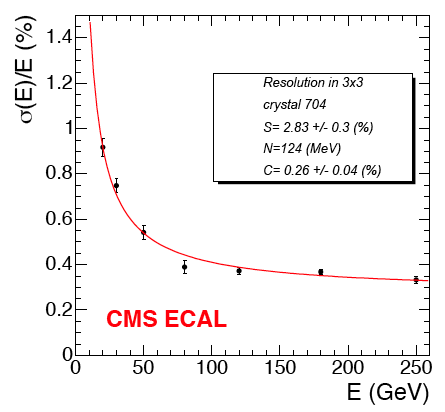 σ(E)/E (%)
1.4
1.2
1
0.8
0.6
0.4
0.2
0
Resolution in 3x3
crystal 704
S= 2.83 +/- 0.3 (%)
N=124 (MeV)
C= 0.26 +/- 0.04 (%)
CMS ECAL
0 50 100 150 200 250
E (GeV)